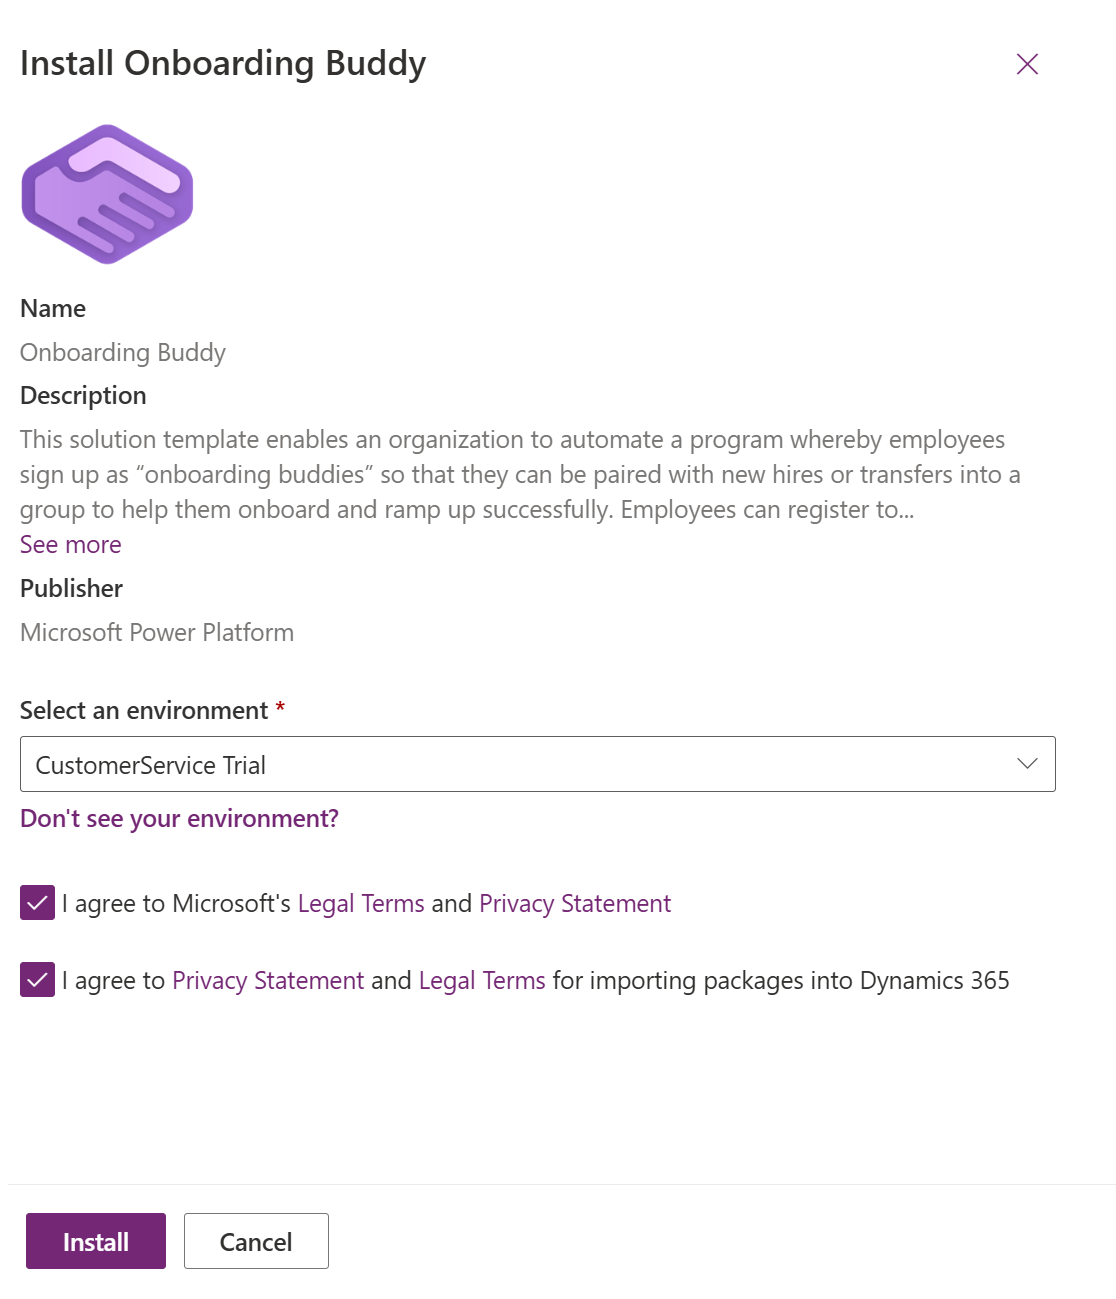 Install Onboarding Buddy
Name
Onboarding Buddy
Description
This solution template enables an organization to automate a program whereby employees
sign up as “onboarding buddies” so that they can be paired with new hires or transfers into a
group to help them onboard and ramp up successfully. Employees can register to...
See more
Publisher
Microsoft Power Platform
Select an environment *
CustomerService Trial
Don't see your environment?
I agree to Microsoft's Legal Terms and Privacy Statement
I agree to Privacy Statement and Legal Terms for importing packages into Dynamics 365
Install Cancel